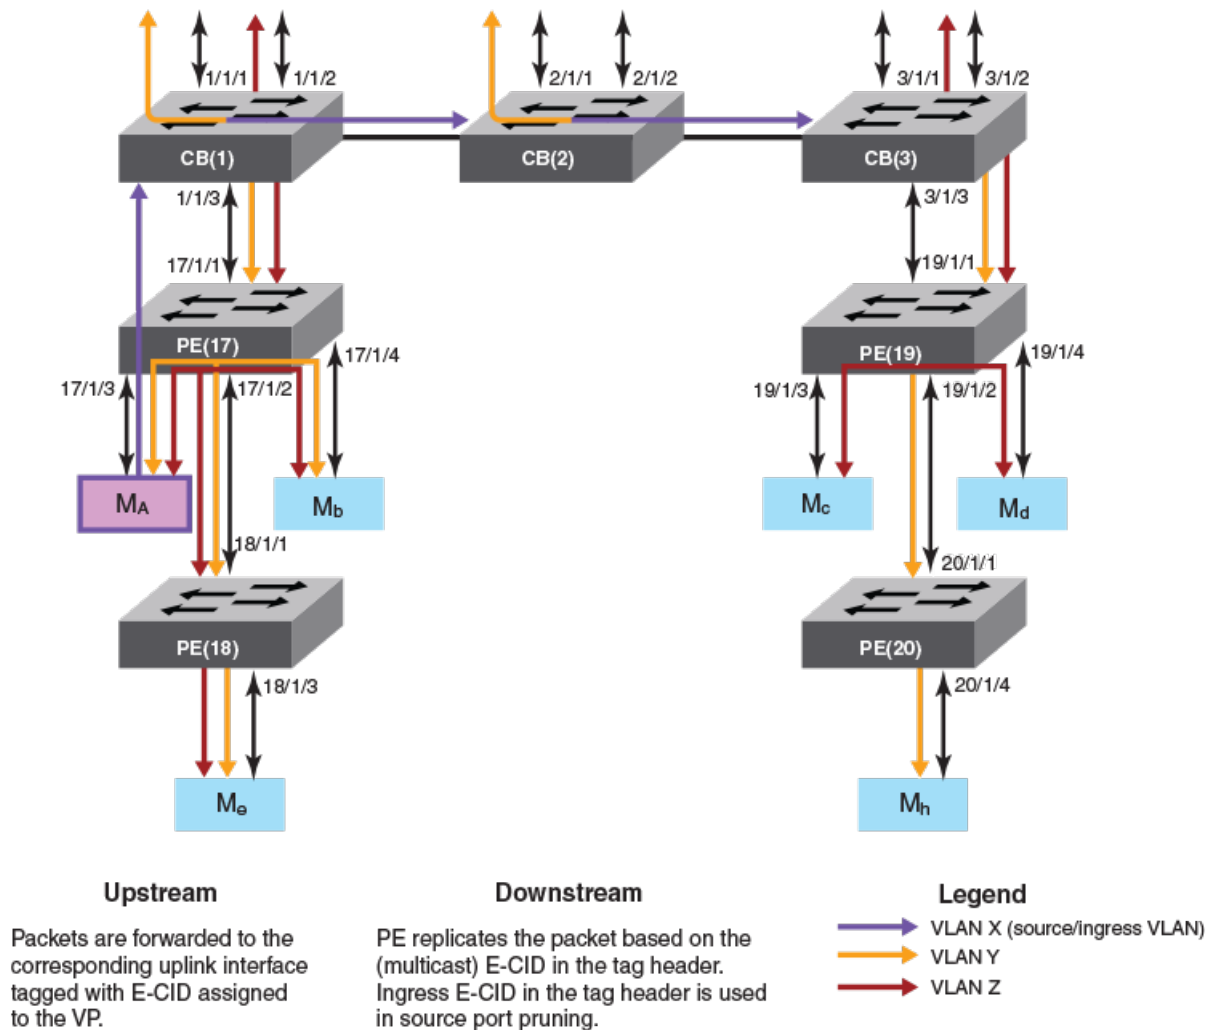 1/1/1
1/1/2
2/1/1
2/1/2
3/1/1
3/1/2
CB(1)
CB(2)
CB(3)
1/1/3
3/1/3
17/1/1
19/1/1
PE(17)
PE(19)
17/1/4
19/1/4
17/1/3
17/1/2
19/1/3
19/1/2
MA
Mb
Mc
Md
18/1/1
20/1/1
PE(18)
PE(20)
18/1/3
20/1/4
Me
Mh
Upstream
Packets are forwarded to the
corresponding uplink interface
tagged with E-CID assigned
to the VP.
Downstream
PE replicates the packet based on the
(multicast) E-CID in the tag header.
Ingress E-CID in the tag header is used
in source port pruning.
Legend
VLAN X (source/ingress VLAN)
VLAN Y
VLAN Z